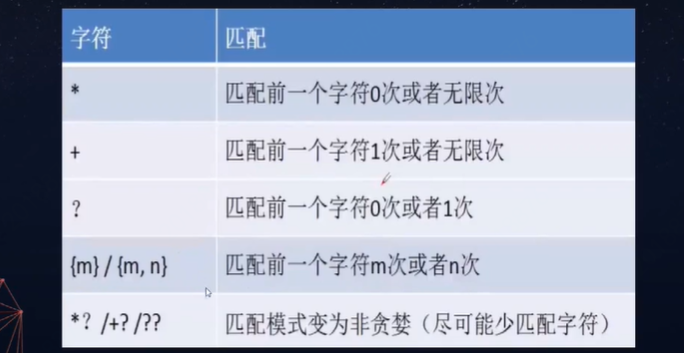 字符 匹配
* 匹配前一个字符0次或者无限次
+ 匹配前一个字符1次或者无限次
? 匹配前一个字符0次或者1次
{m} / {m, n} 匹配前一个字符m次或者n次
*? /+? /?? 匹配模式变为非贪婪（尽可能少匹配字符）